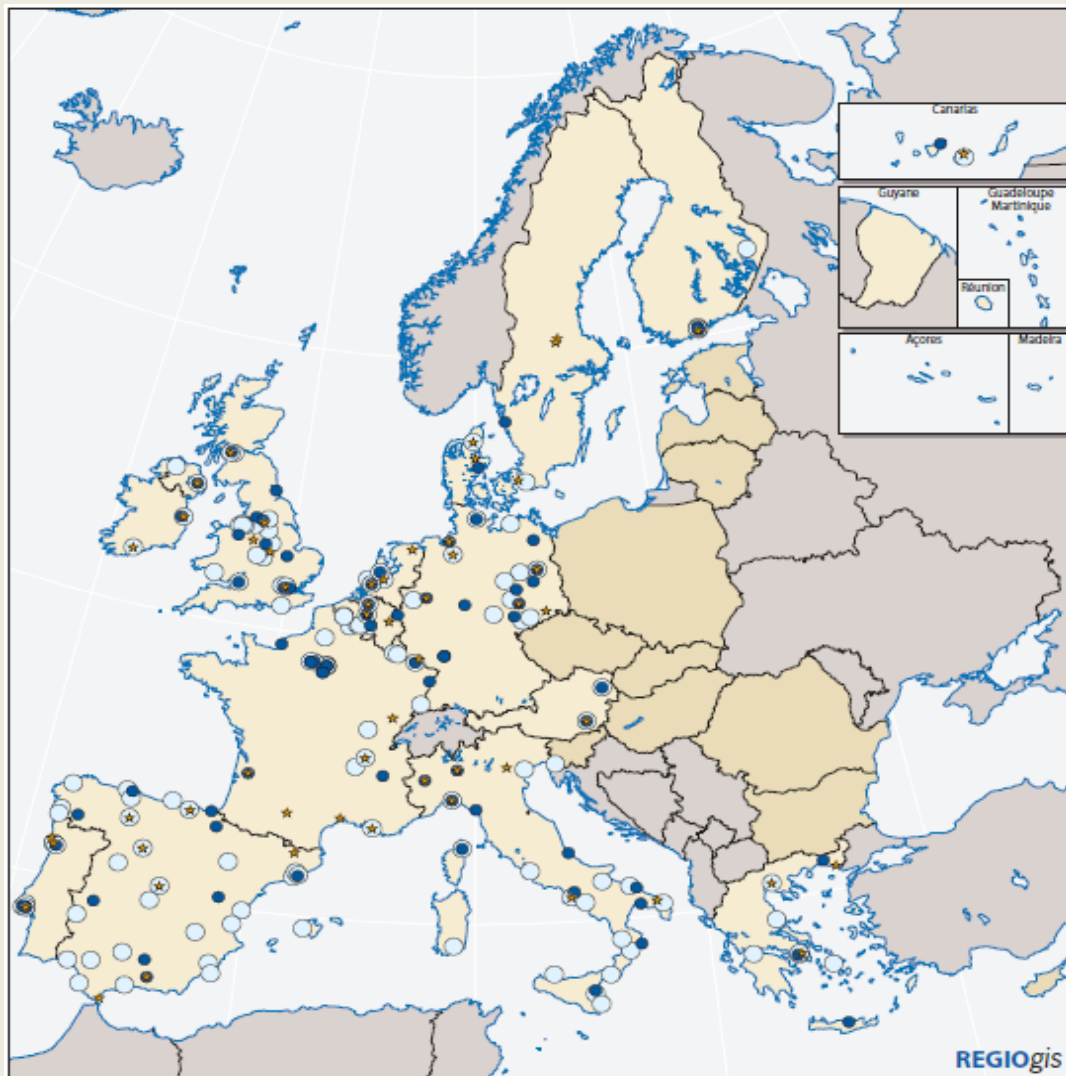 Canarias
Guyane
Guadeloupe
Martinique
Réunion
Açores
Madeira
REGIOgis